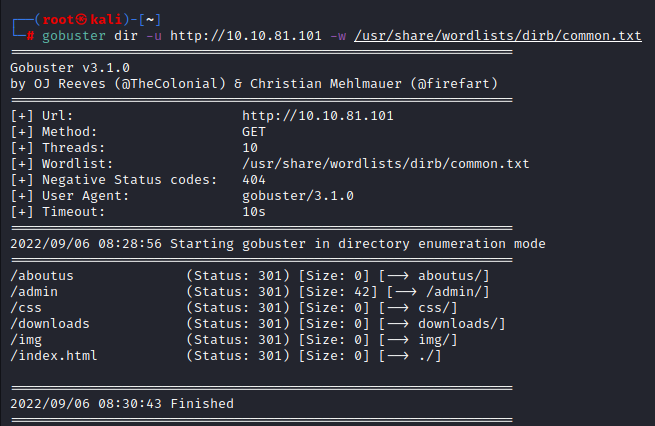 ┌──(root㉿kali)-[~]
└─# gobuster dir -u http://10.10.81.101 -w /usr/share/wordlists/dirb/common.txt
===============================================================
Gobuster v3.1.0
by OJ Reeves (@TheColonial) & Christian Mehlmauer (@firefart)
===============================================================
[+] Url:                     http://10.10.81.101
[+] Method:                  GET
[+] Threads:                 10
[+] Wordlist:                /usr/share/wordlists/dirb/common.txt
[+] Negative Status codes:   404
[+] User Agent:              gobuster/3.1.0
[+] Timeout:                 10s
===============================================================
2022/09/06 08:28:56 Starting gobuster in directory enumeration mode
===============================================================
/aboutus              (Status: 301) [Size: 0] [--> aboutus/]
/admin                (Status: 301) [Size: 42] [--> /admin/]
/css                  (Status: 301) [Size: 0] [--> css/]
/downloads            (Status: 301) [Size: 0] [--> downloads/]
/img                  (Status: 301) [Size: 0] [--> img/]
/index.html           (Status: 301) [Size: 0] [--> ./]
===============================================================
2022/09/06 08:30:43 Finished
===============================================================